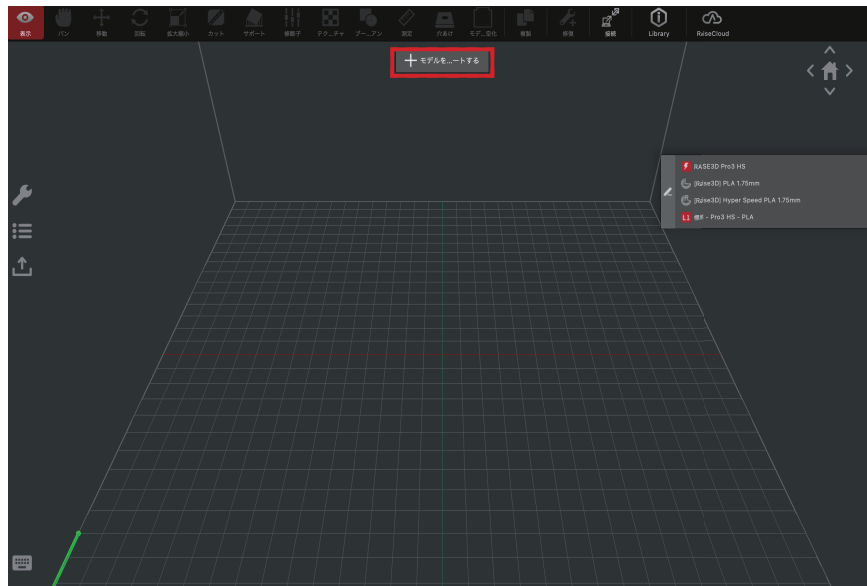 表示
パン
移動
回転
拡大縮小
カット
サポート
修飾子
テク...チャ
ブー...アン
測定
穴あけ
モデ...空化
複製
修復
接続
Library
RaiseCloud
モデルを...ートする
RASE3D Pro3 HS
[Raise3D] PLA 1.75mm
[Raise3D] Hyper Speed PLA 1.75mm
L1
標準 - Pro3 HS - PLA